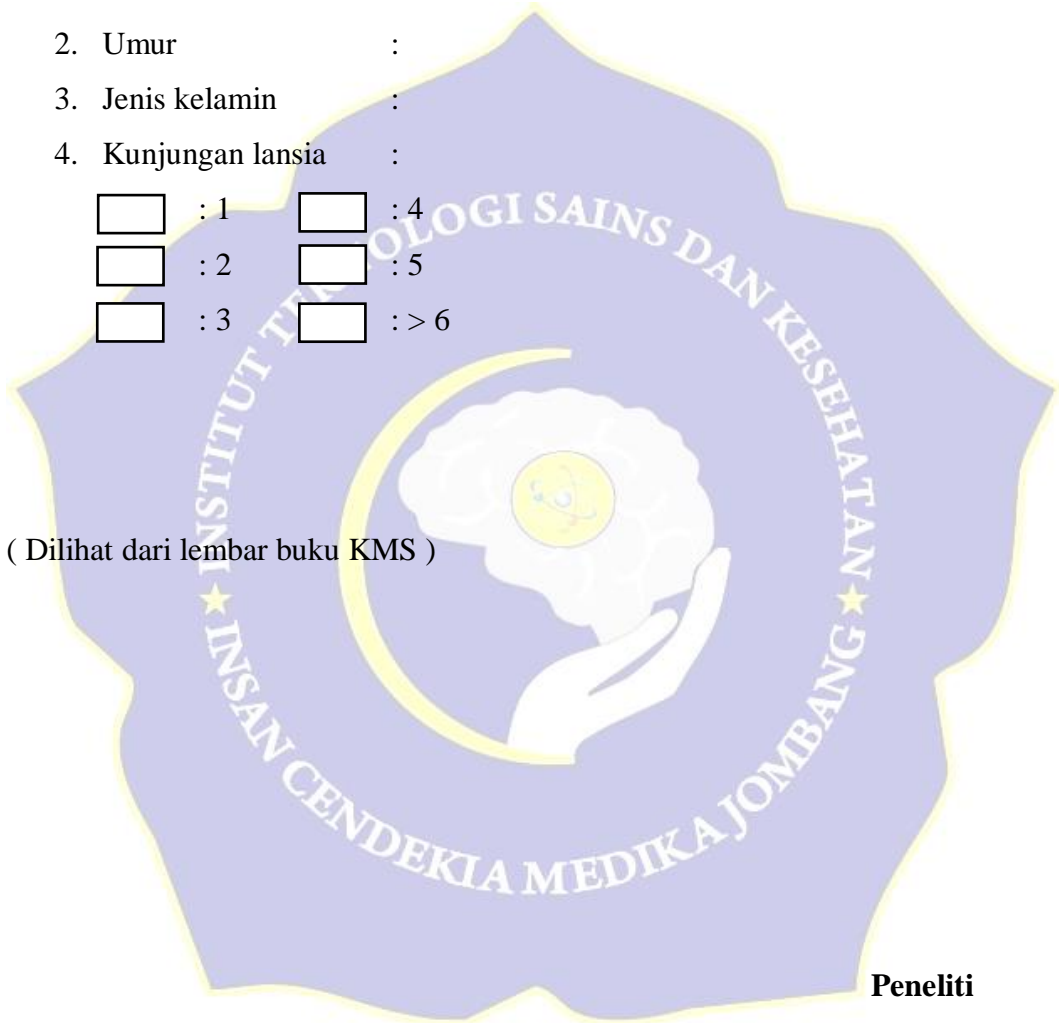 2. Umur :
3. Jenis kelamin :
4. Kunjungan lansia :
: 1 : 4
: 2 : 5
: 3 : > 6
( Dilihat dari lembar buku KMS )
INSTITUT TEKNOLOGI SAINS DAN KESEHATAN
INSAN CENDEKIA MEDIKA JOMBANG
Peneliti